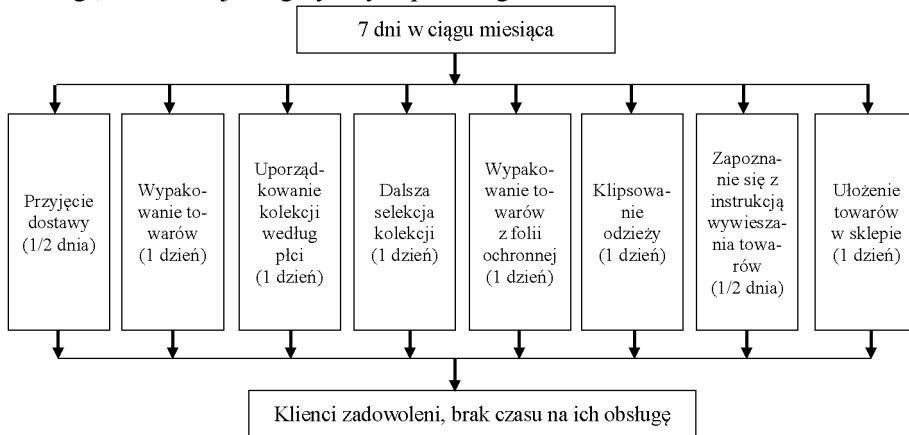 7 dni w ciągu miesiąca
Przyjęcie
dostawy
(1/2 dnia)
Wypako-
wanie to-
warów
(1 dzień)
Uporząd-
kowanie
kolekcji
według
płci
(1 dzień)
Dalsza
selekcja
kolekcji
(1 dzień)
Wypako-
wanie to-
warów
z folii
ochronnej
(1 dzień)
Klipsowa-
nie
odzieży
(1 dzień)
Zapozna-
nie się z
instrukcją
wywiesza-
nia towa-
rów
(1/2 dnia)
Ułożenie
towarów
w sklepie
(1 dzień)
Klienci zadowoleni, brak czasu na ich obsługę